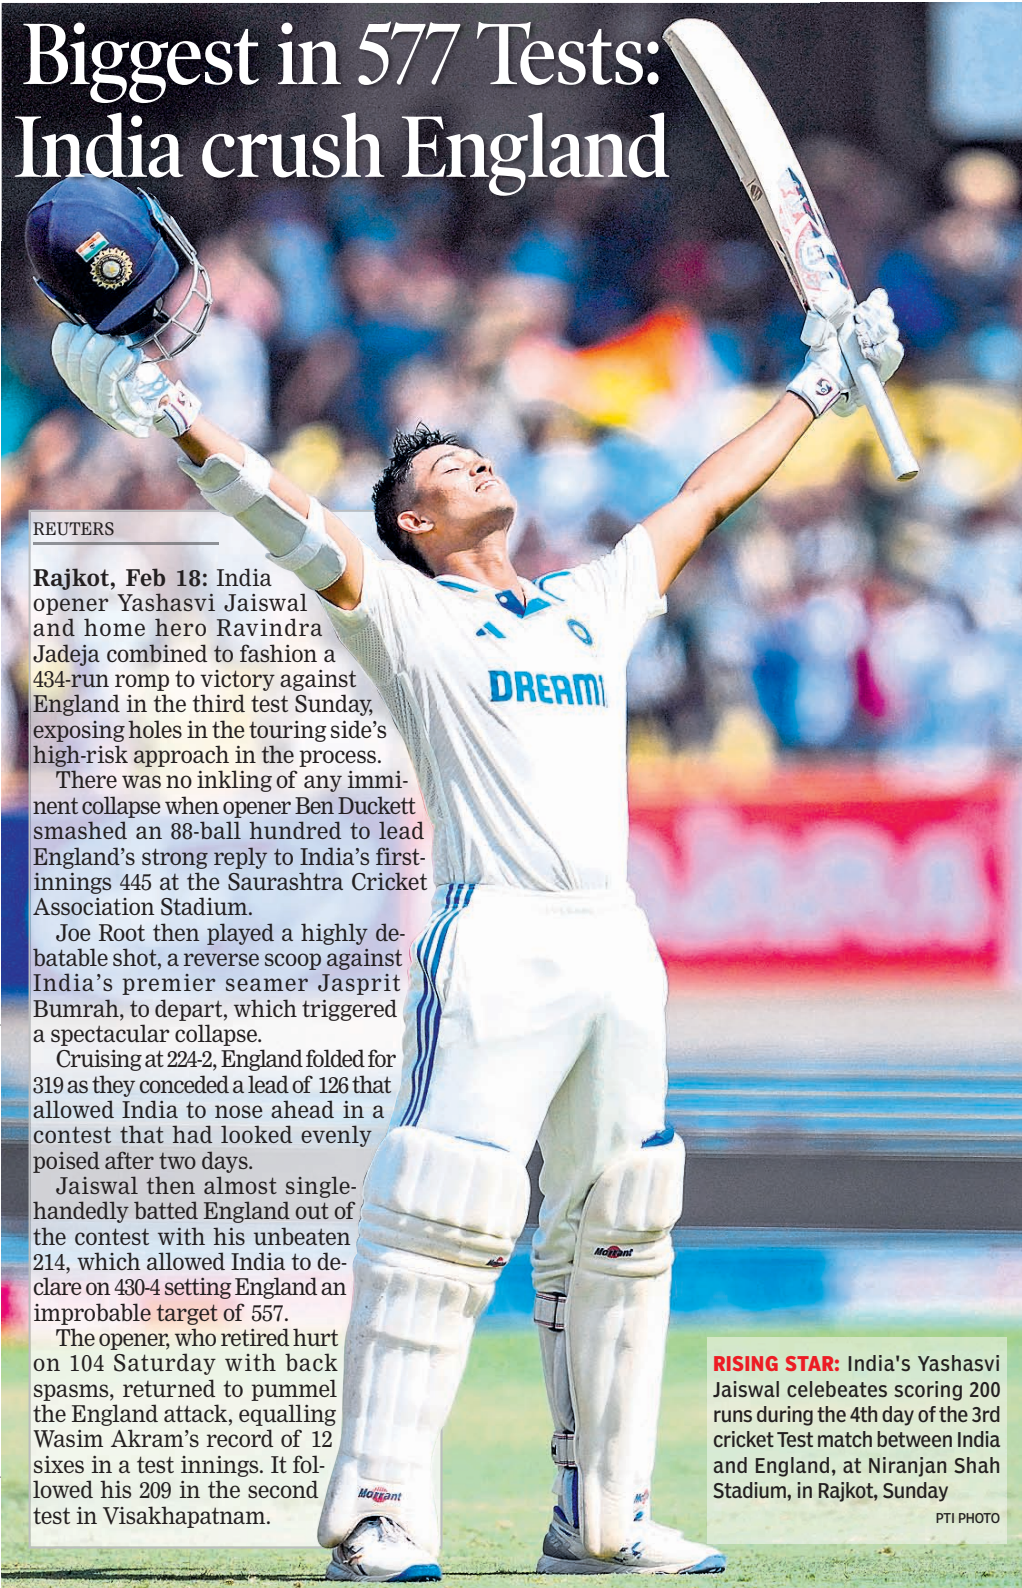 Biggest in 577 Tests:
India crush England
REUTERS
Rajkot, Feb 18: India
opener Yashasvi Jaiswal
and home hero Ravindra
Jadeja combined to fashion a
434-run romp to victory against
England in the third test Sunday,
exposing holes in the touring side's
high-risk approach in the process.
There was no inkling of any immi-
nent collapse when opener Ben Duckett
smashed an 88-ball hundred to lead
England's strong reply to India's first-
innings 445 at the Saurashtra Cricket
Association Stadium.
Joe Root then played a highly de-
batable shot, a reverse scoop against
India's premier seamer Jasprit
Bumrah, to depart, which triggered
a spectacular collapse.
Cruising at 224-2, England folded for
319 as they conceded a lead of 126 that
allowed India to nose ahead in a
contest that had looked evenly
poised after two days.
Jaiswal then almost single-
handedly batted England out of
the contest with his unbeaten
214, which allowed India to de-
clare on 430-4 setting England an
improbable target of 557.
The opener, who retired hurt
on 104 Saturday with back
spasms, returned to pummel
the England attack, equalling
Wasim Akram's record of 12
sixes in a test innings. It fol-
lowed his 209 in the second
test in Visakhapatnam.
DREAM
Morrant
Morrant
RISING STAR: India's Yashasvi
Jaiswal celebeates scoring 200
runs during the 4th day of the 3rd
cricket Test match between India
and England, at Niranjan Shah
Stadium, in Rajkot, Sunday
PTI PHOTO